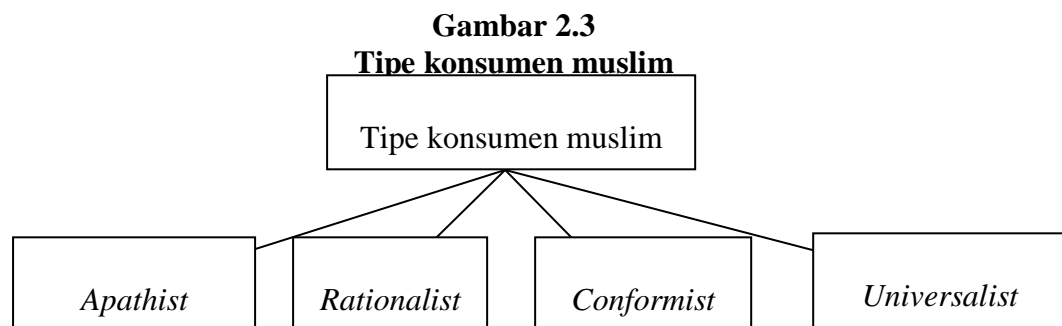 Gambar 2.3
Tipe konsumen muslim
Tipe konsumen muslim
Apathist Rationalist Conformist Universalist